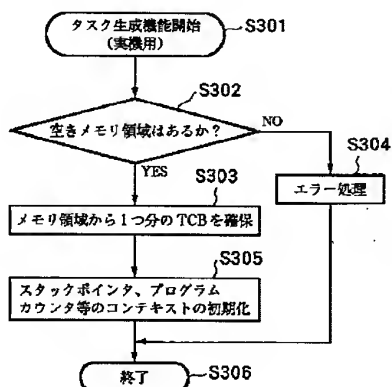 タスク生成機能開始
(実機用)
S301
S302
空きメモリ領域はあるか?
NO
YES
S303
S304
メモリ領域から1つ分のTCBを確保
エラー処理
S305
スタックポインタ、プログラム
カウンタ等のコンテキストの初期化
終了
S306